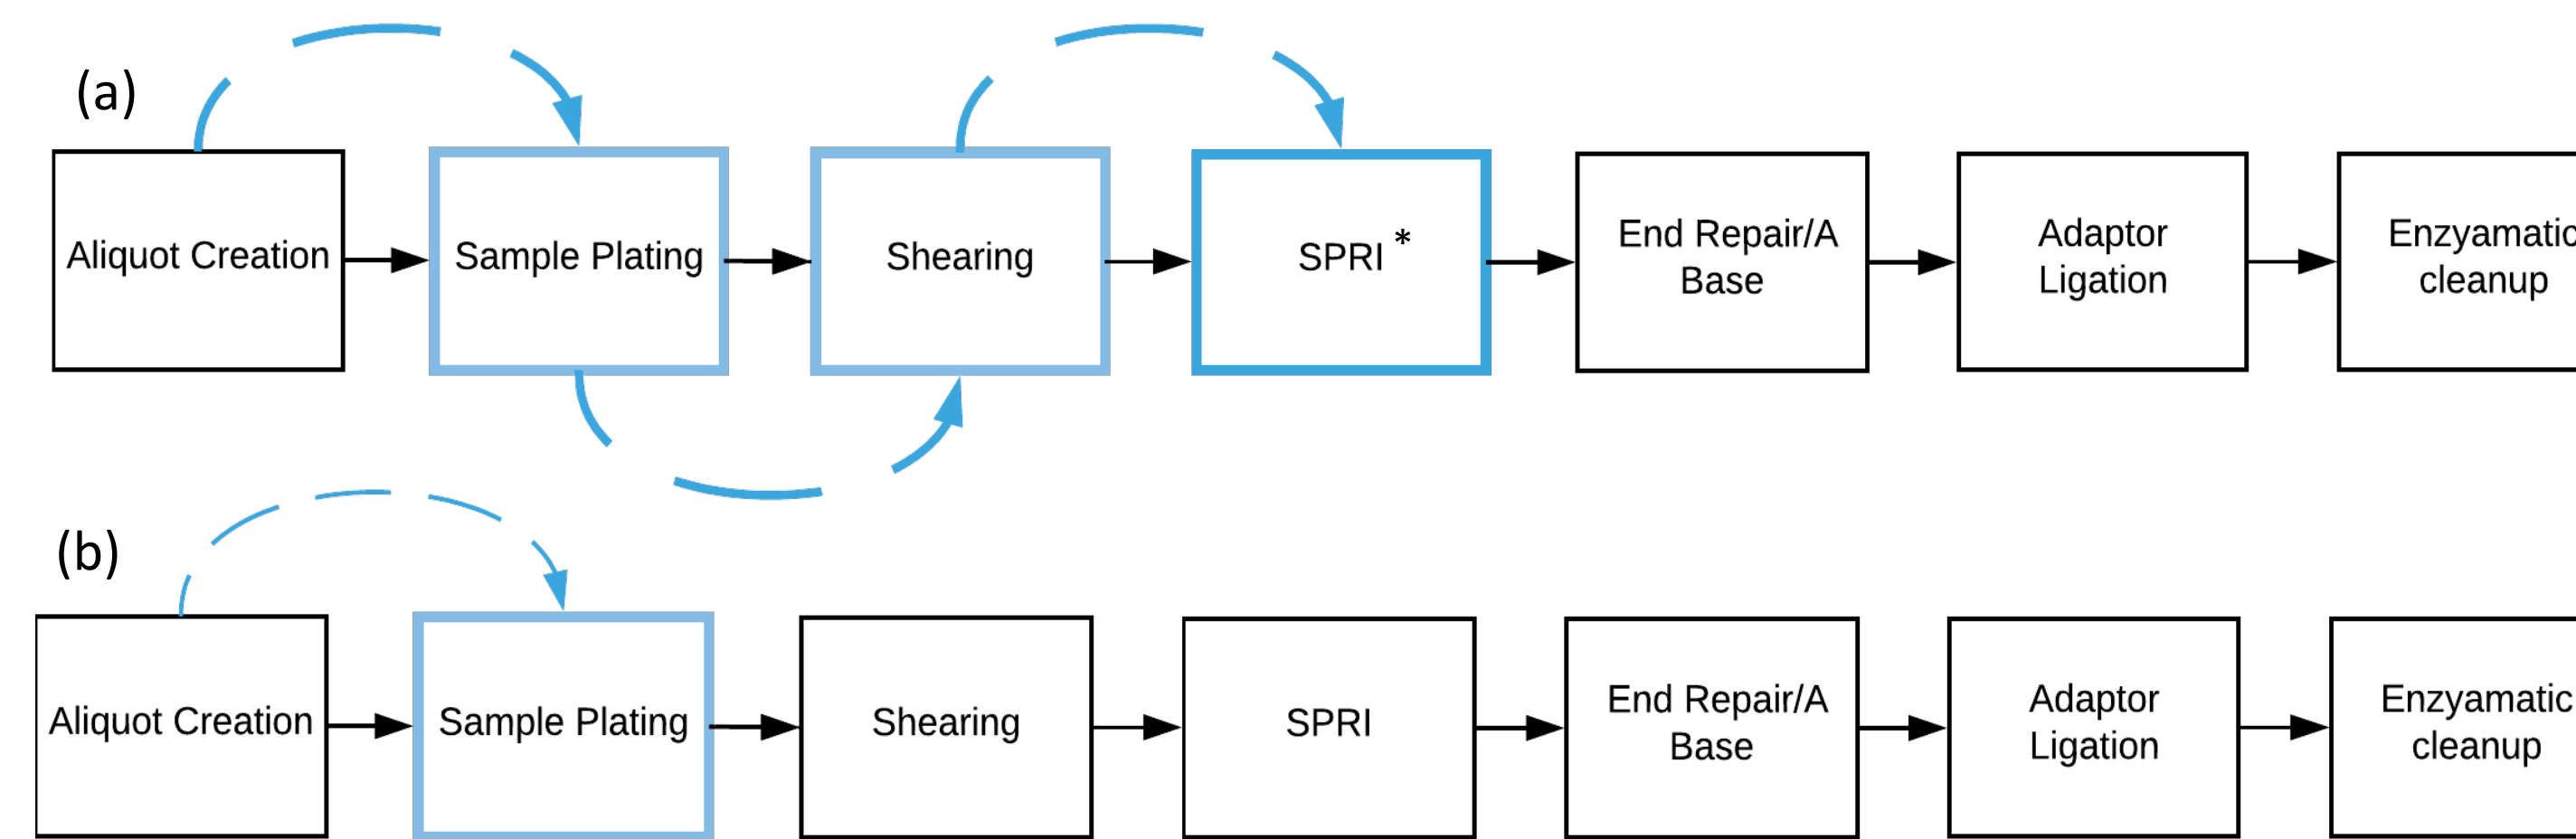 (a)
Aliquot Creation
Sample Plating
Shearing
SPRI *
End Repair/A
Base
Adaptor
Ligation
Enzyamatic
cleanup
(b)
Aliquot Creation
Sample Plating
Shearing
SPRI
End Repair/A
Base
Adaptor
Ligation
Enzyamatic
cleanup